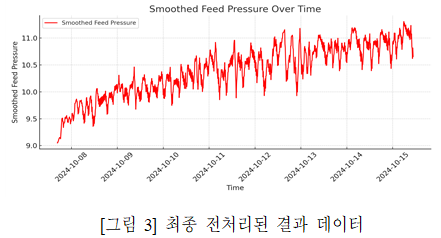 Smoothed Feed Pressure Over Time
Smoothed Feed Pressure
Smoothed Feed Pressure
11.0
10.5
10.0
9.5
9.0
2024-10-08
2024-10-09
2024-10-10
2024-10-11
2024-10-12
2024-10-13
2024-10-14
2024-10-15
Time
[그림 3] 최종 전처리된 결과 데이터